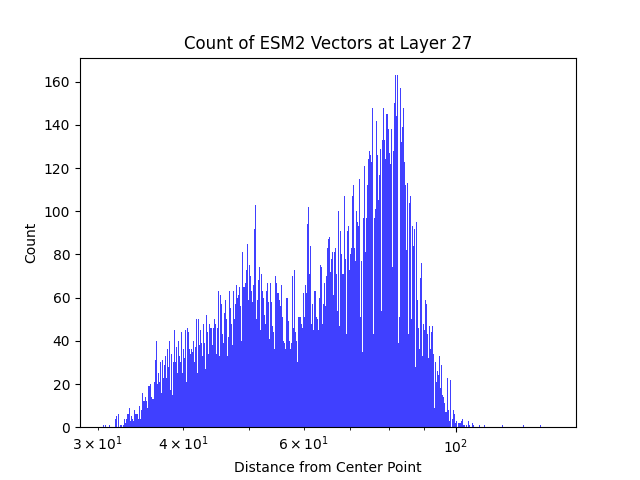 Count of ESM2 Vectors at Layer 27
160
140
120
100
80
60
40
20
0
Count
3 × 10¹
4 × 10¹
6 × 10¹
10²
Distance from Center Point